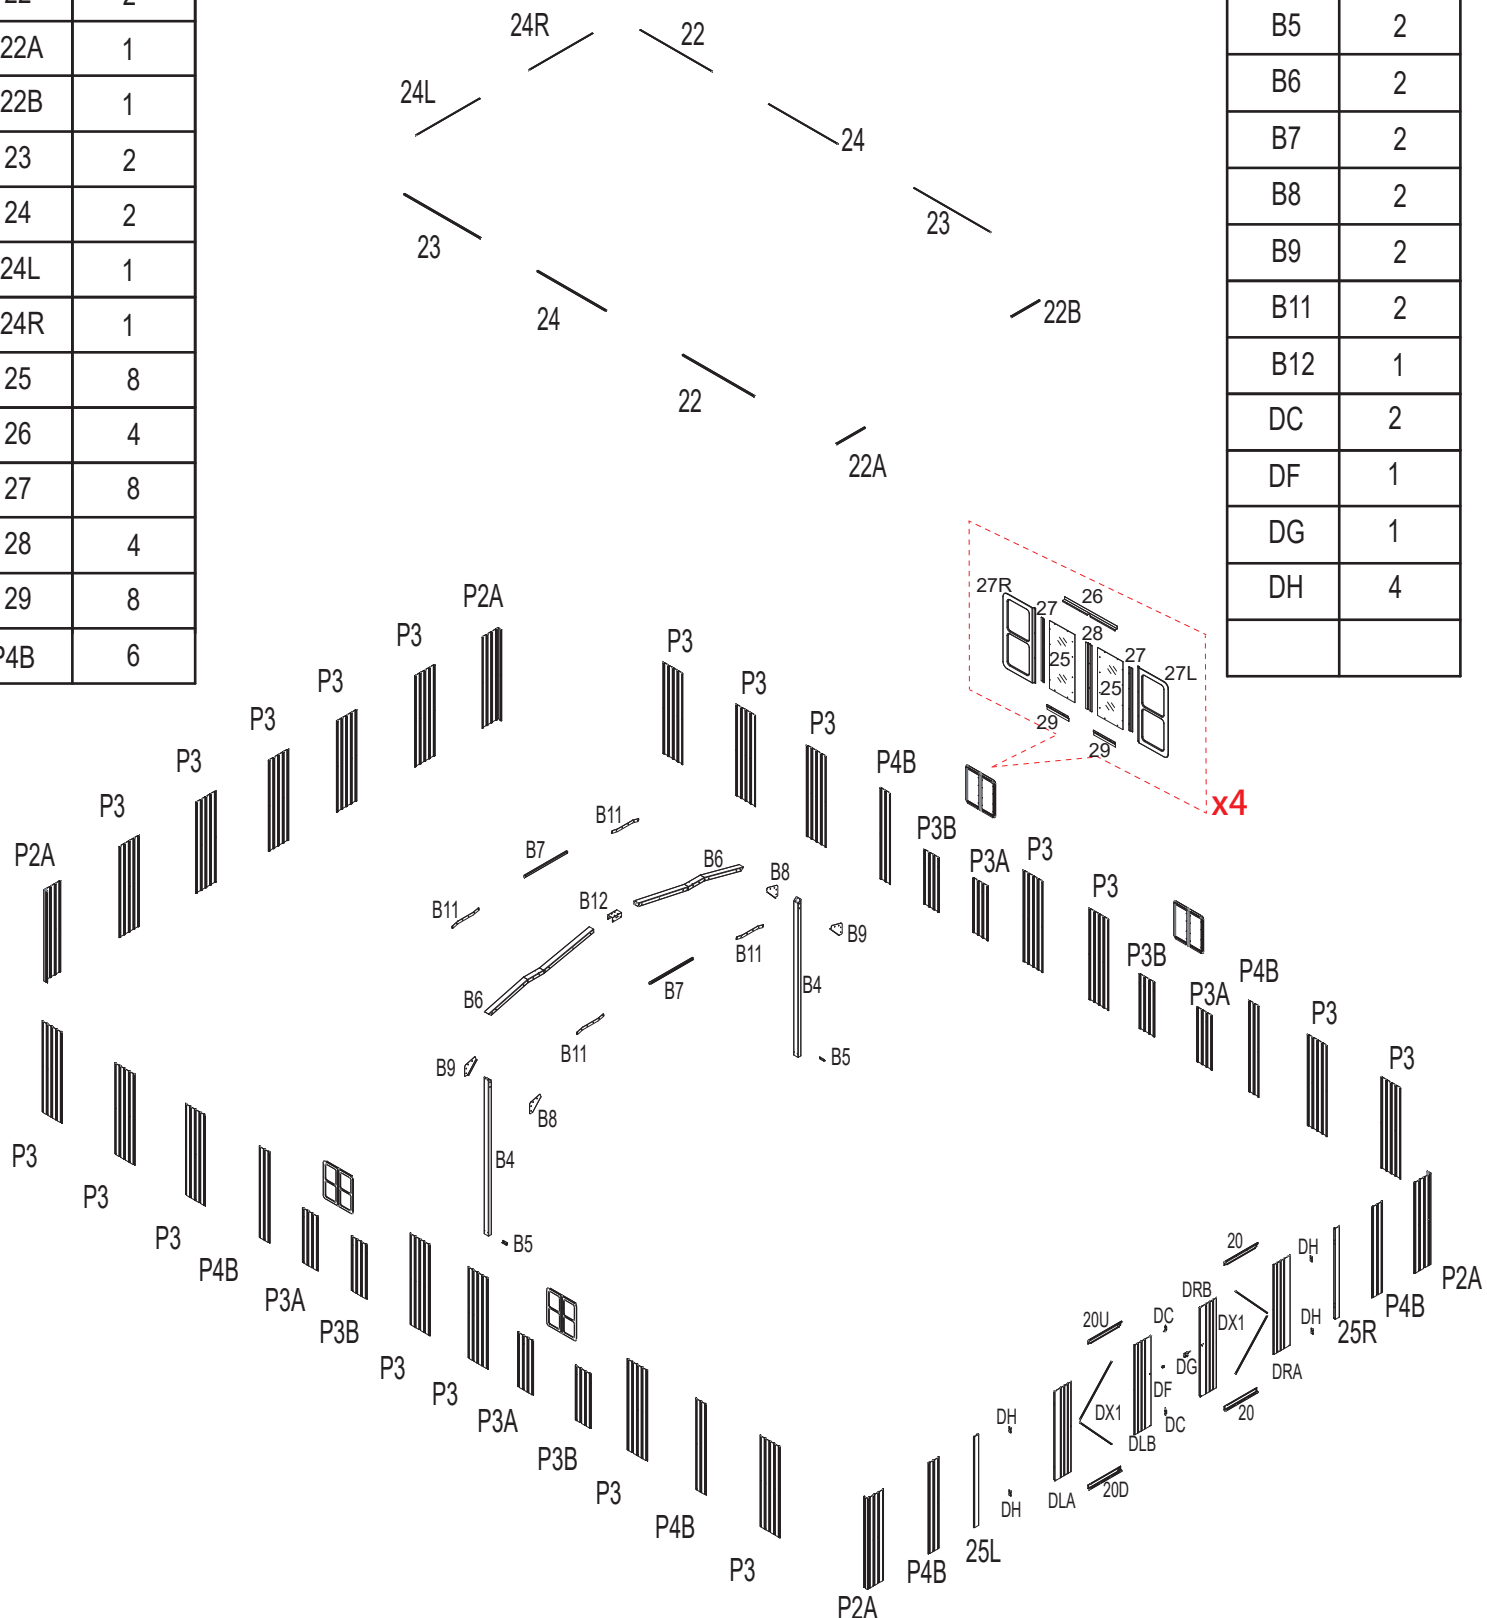 22 2
22A 1
22B 1
23 2
24 2
24L 1
24R 1
25 8
26 4
27 8
28 4
29 8
P4B 6
B5 2
B6 2
B7 2
B8 2
B9 2
B11 2
B12 1
DC 2
DF 1
DG 1
DH 4
24R
22
24L
24
23
23
24
22B
22
22A
27R
27
26
28
25
27
25
27L
29
29
x4
P2A
P3
P3
P3
P3
P3
P3
P2A
P3
P3
P3
P4B
P3B
P3A
P3
P3
P3B
P3A
P4B
P3
P3
P2A
B11
B7
B6
B8
B12
B11
B9
B11
B7
B4
B6
B11
B5
B9
B8
B4
B5
P3
P3
P3
P4B
P3A
P3B
P3
P3
P3A
P3B
P3
P4B
P3
P2A
P4B
25L
DH
DH
DLA
DX1
20U
20D
DLB
DC
DF
DC
DG
DRB
DX1
20
20
DRA
DH
DH
25R
P4B